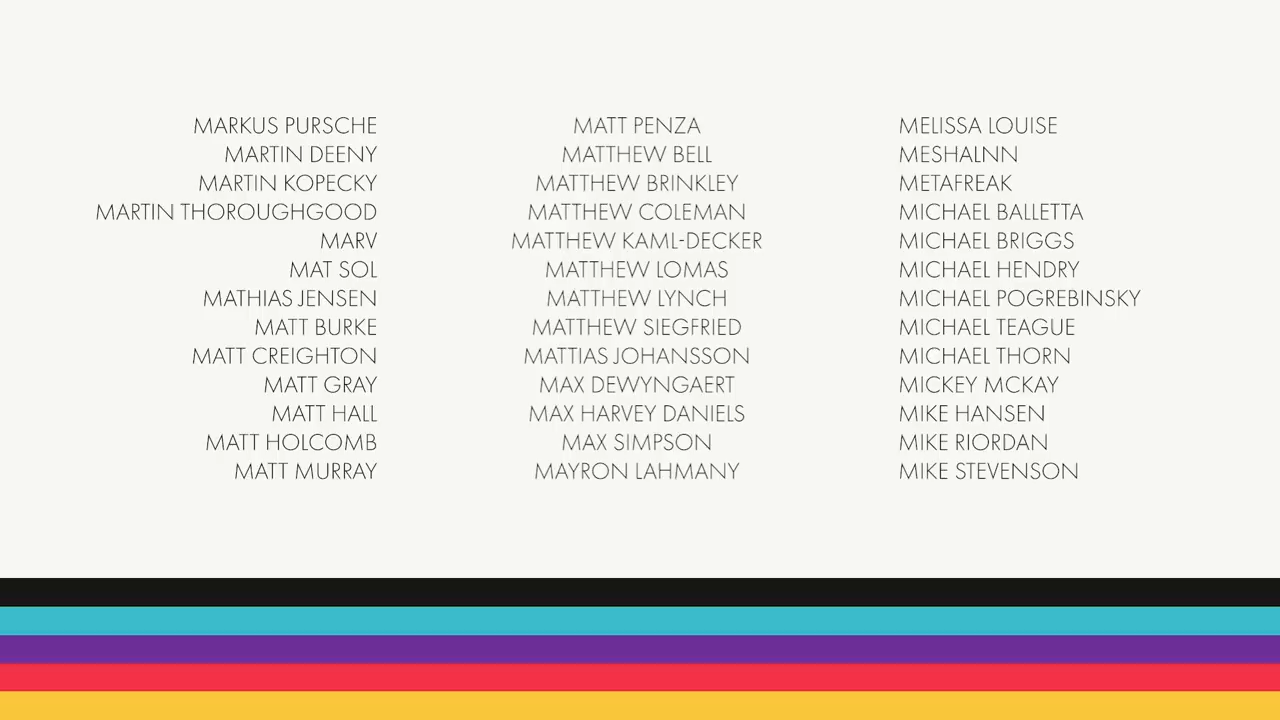 MARKUS PURSCHE
MARTIN DEENY
MARTIN KOPECKY
MARTIN THOROUGHGOOD
MARV
MAT SOL
MATHIAS JENSEN
MATT BURKE
MATT CREIGHTON
MATT GRAY
MATT HALL
MATT HOLCOMB
MATT MURRAY
MATT PENZA
MATTHEW BELL
MATTHEW BRINKLEY
MATTHEW COLEMAN
MATTHEW KAML-DECKER
MATTHEW LOMAS
MATTHEW LYNCH
MATTHEW SIEGFRIED
MATTIAS JOHANSSON
MAX DEWYNGAERT
MAX HARVEY DANIELS
MAX SIMPSON
MAYRON LAHMANY
MELISSA LOUISE
MESHALNN
METAFREAK
MICHAEL BALLETTA
MICHAEL BRIGGS
MICHAEL HENDRY
MICHAEL POGREBINSKY
MICHAEL TEAGUE
MICHAEL THORN
MICKEY MCKAY
MIKE HANSEN
MIKE RIORDAN
MIKE STEVENSON